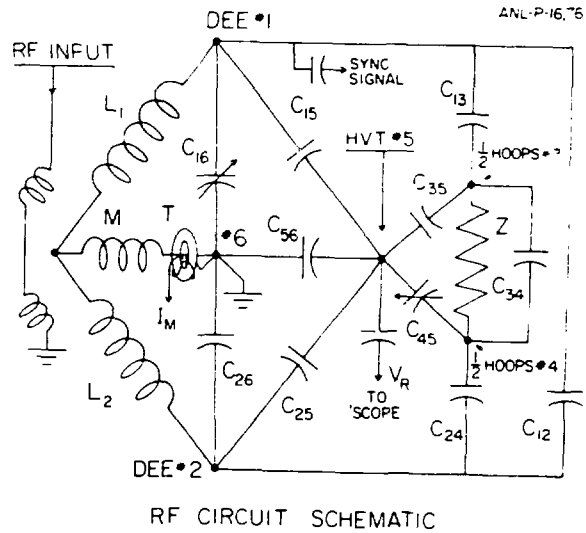 ANL-P-16,76
DEE #1
RF INPUT
SYNC
SIGNAL
L1
C15
C13
C16
HVT #5
½ HOOPS #3
C35
M
T
#6
C56
Z
IM
C34
C45
L2
C26
C25
VR
TO
'SCOPE
½ HOOPS #4
C24
C12
DEE #2
RF CIRCUIT SCHEMATIC